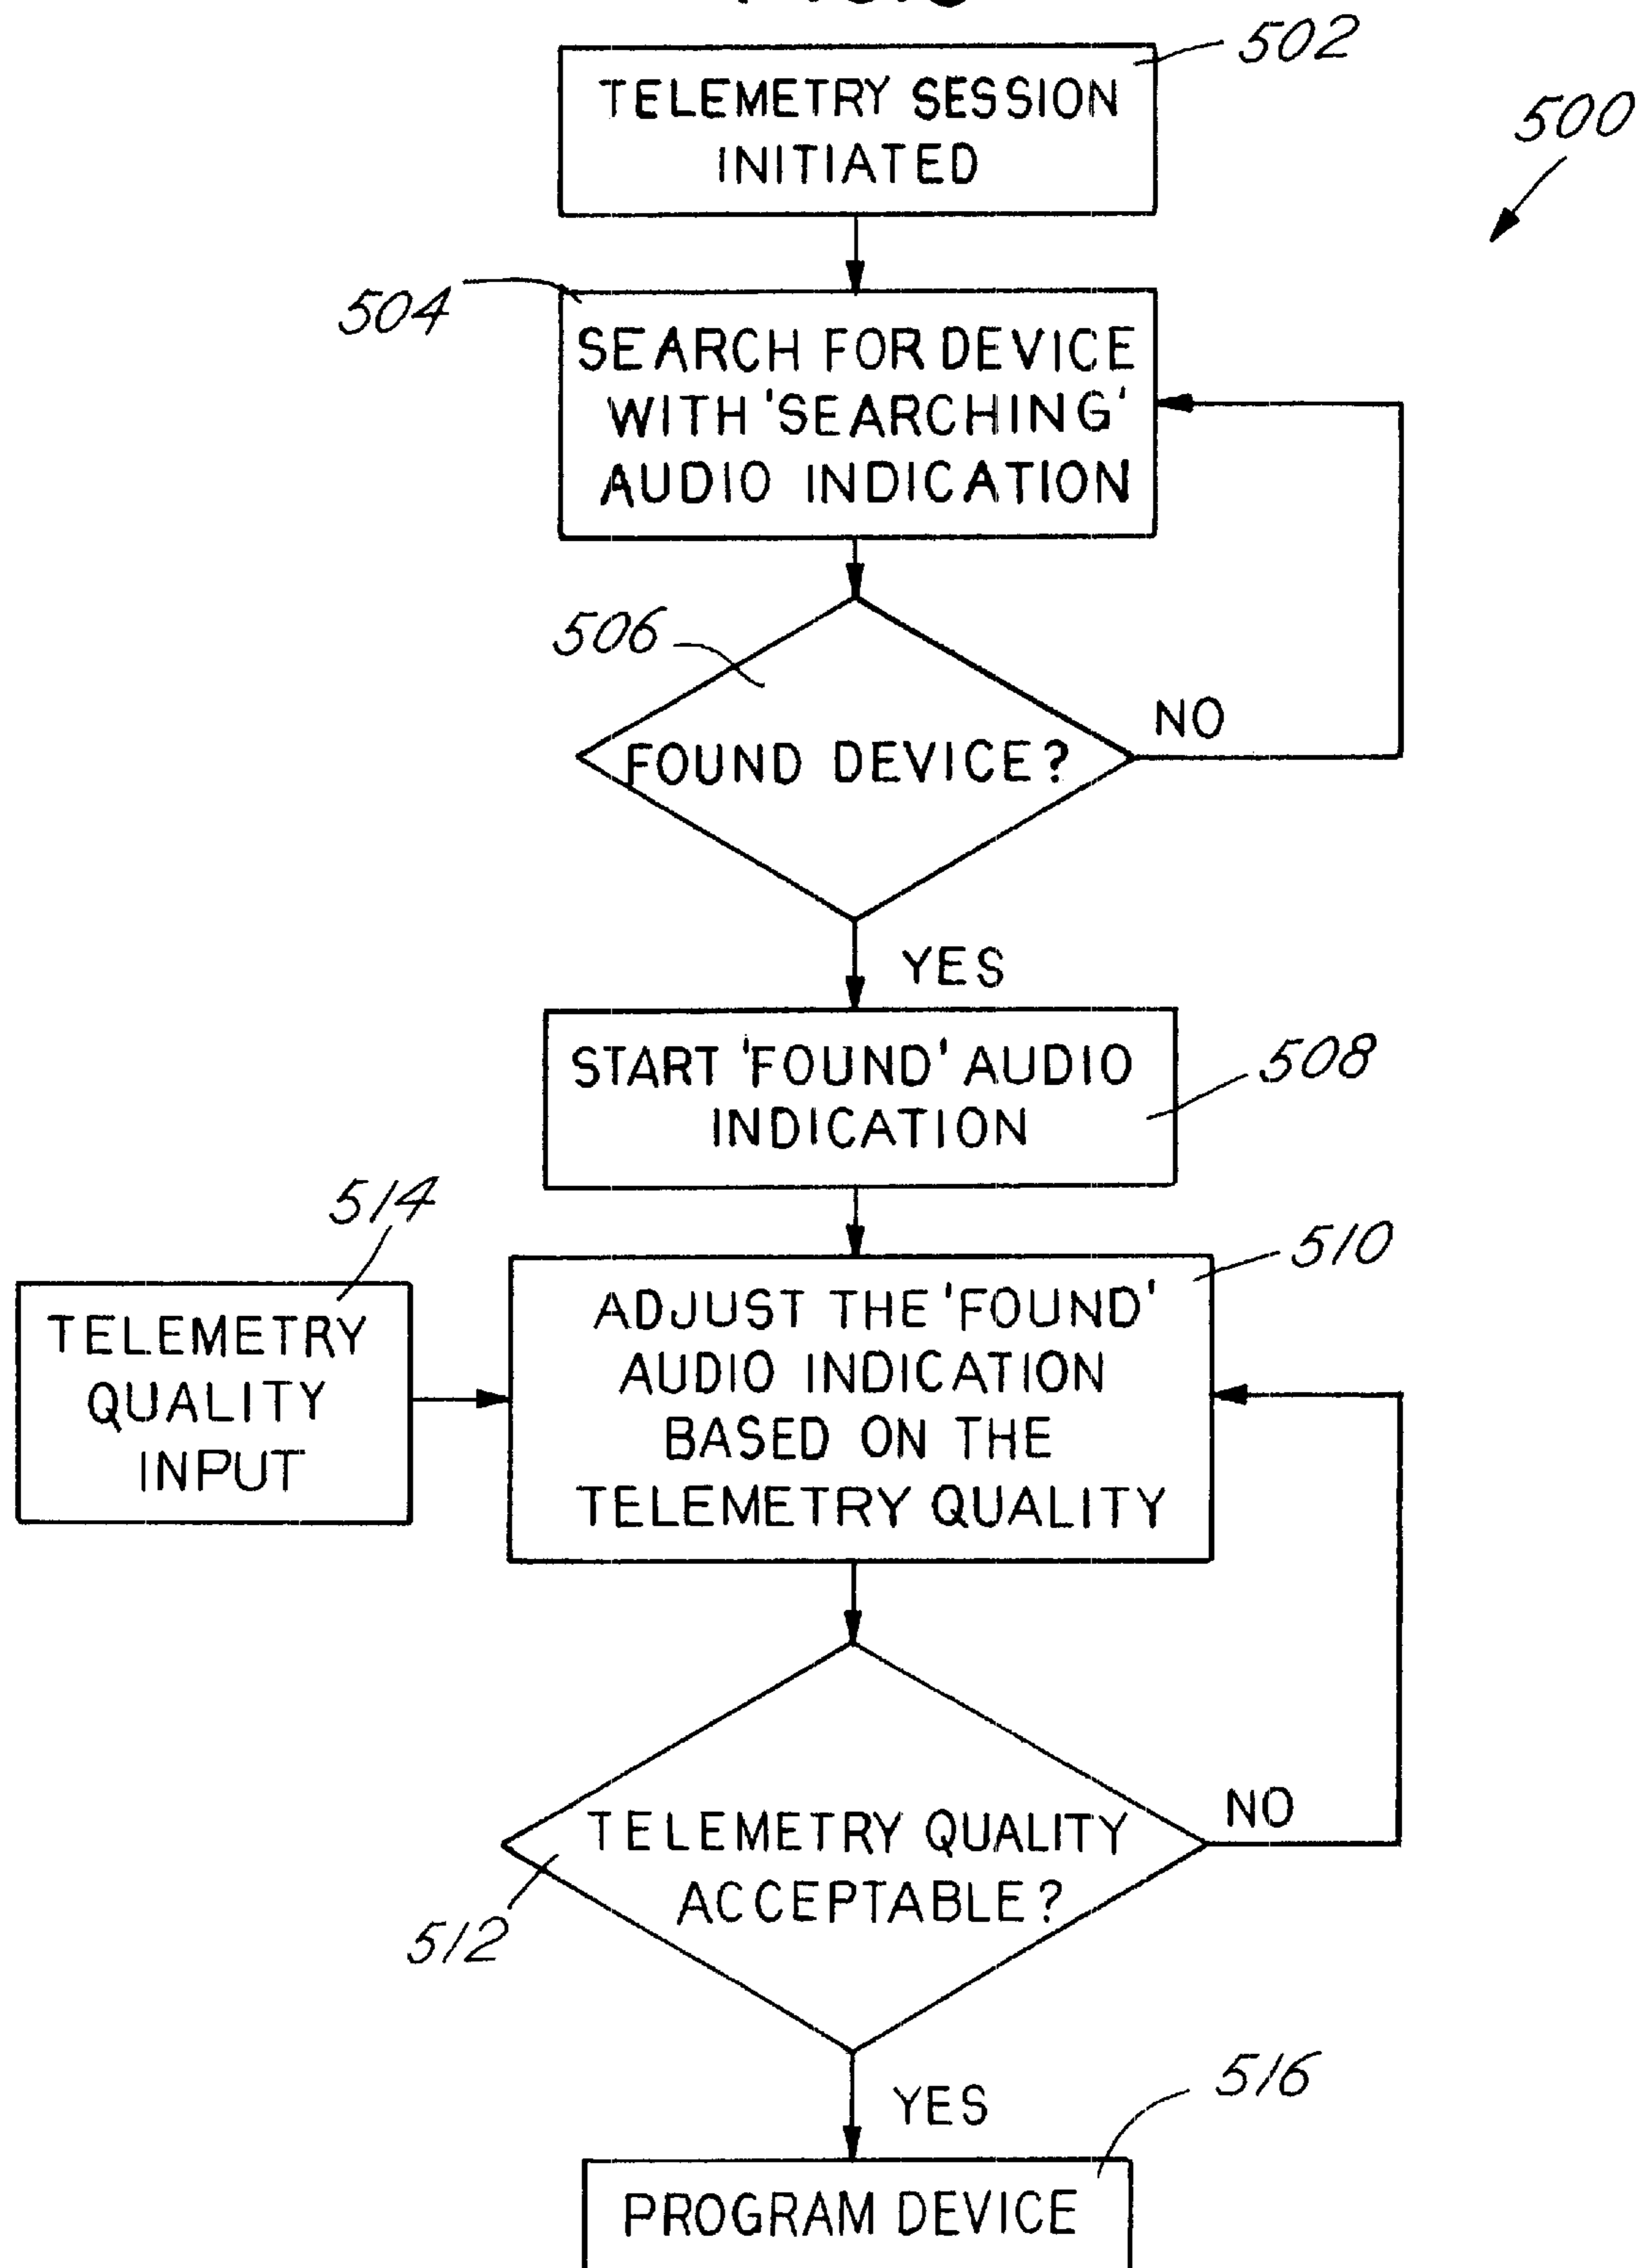 502
TELEMETRY SESSION
INITIATED
500
504
SEARCH FOR DEVICE
WITH 'SEARCHING'
AUDIO INDICATION
506
FOUND DEVICE?
NO
YES
START 'FOUND' AUDIO
INDICATION
508
514
510
TELEMETRY
QUALITY
INPUT
ADJUST THE 'FOUND'
AUDIO INDICATION
BASED ON THE
TELEMETRY QUALITY
TELEMETRY QUALITY
ACCEPTABLE?
NO
512
YES
516
PROGRAM DEVICE